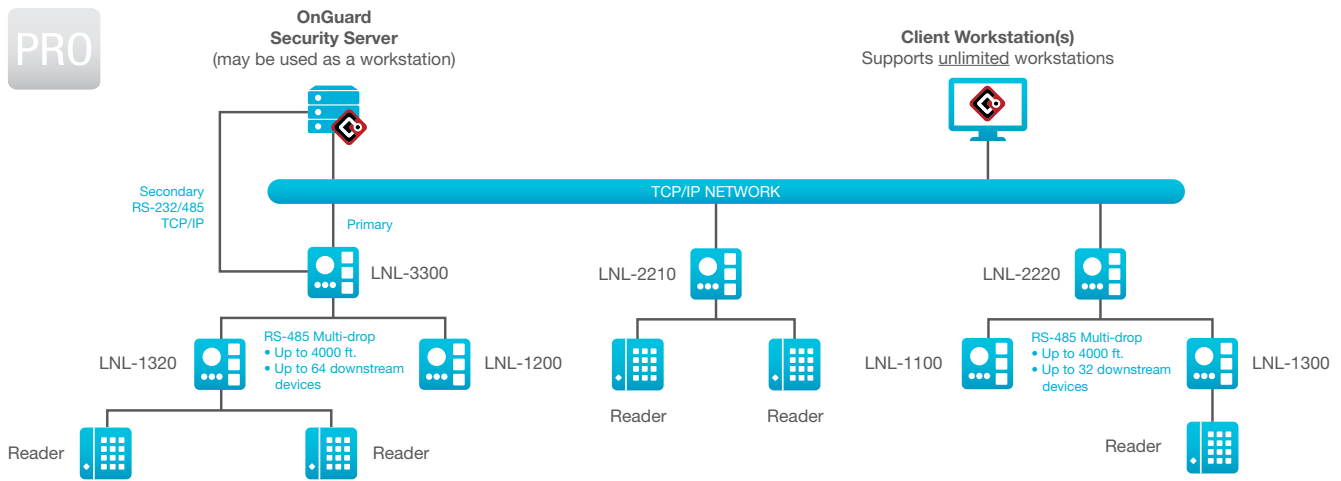 PRO
OnGuard
Security Server
(may be used as a workstation)
Client Workstation(s)
Supports unlimited workstations
Secondary
RS-232/485
TCP/IP
TCP/IP NETWORK
Primary
LNL-3300
LNL-2210
LNL-2220
LNL-1320
RS-485 Multi-drop
• Up to 4000 ft.
• Up to 64 downstream
devices
LNL-1200
LNL-1100
RS-485 Multi-drop
• Up to 4000 ft.
• Up to 32 downstream
devices
LNL-1300
Reader
Reader
Reader
Reader
Reader